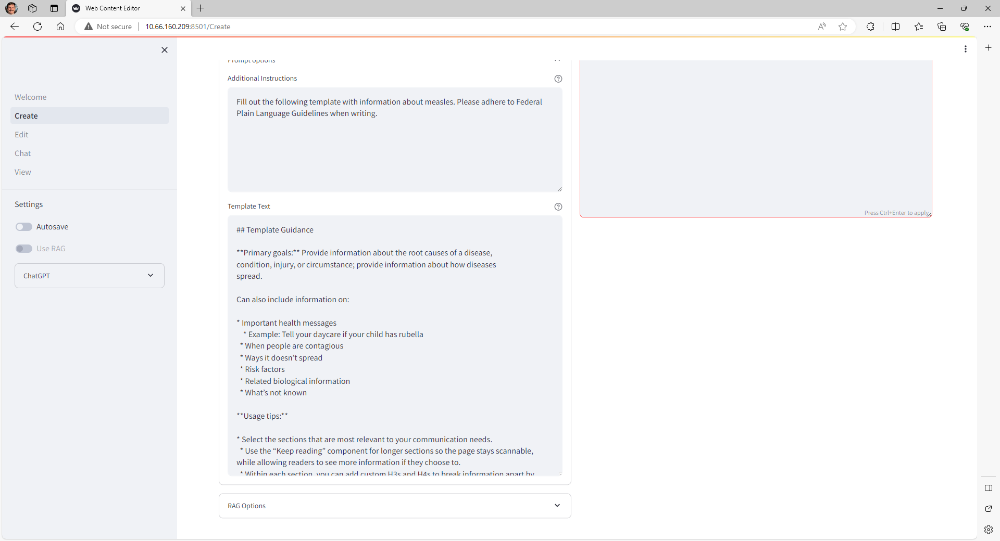 Web Content Editor
Not secure
10.66.160.209:8501/Create
Welcome
Create
Edit
Chat
View
Settings
Autosave
Use RAG
ChatGPT
Prompt options
Additional Instructions
Fill out the following template with information about measles. Please adhere to Federal
Plain Language Guidelines when writing.
Template Text
## Template Guidance
**Primary goals:** Provide information about the root causes of a disease,
condition, injury, or circumstance; provide information about how diseases
spread.
Can also include information on:
* Important health messages
* Example: Tell your daycare if your child has rubella
* When people are contagious
* Ways it doesn’t spread
* Risk factors
* Related biological information
* What’s not known
**Usage tips:**
* Select the sections that are most relevant to your communication needs.
* Use the “Keep reading” component for longer sections so the page stays scannable,
while allowing readers to see more information if they choose to.
* Within each section, you can add custom H3s and H4s to break information apart by
RAG Options
Press Ctrl+Enter to apply